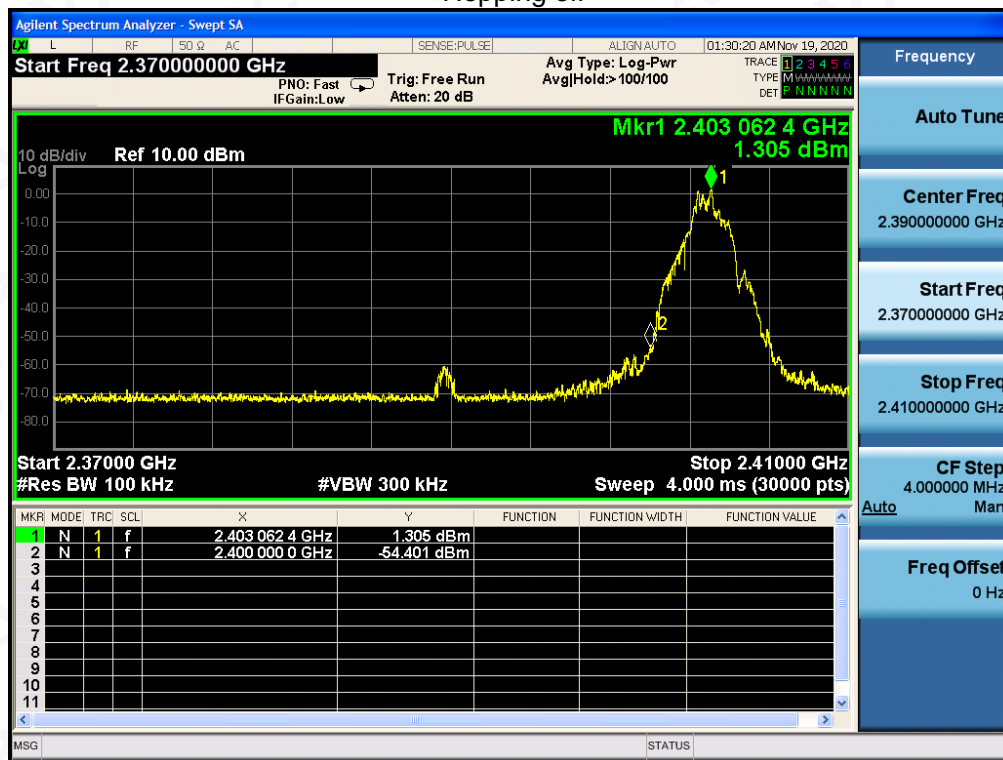 Agilent Spectrum Analyzer - Swept SA
LXI L RF 50 Ω AC SENSE:PULSE ALIGN AUTO 01:30:20 AM Nov 19, 2020
Start Freq 2.370000000 GHz
PNO: Fast
IFGain:Low
Trig: Free Run
Atten: 20 dB
Avg Type: Log-Pwr
Avg|Hold:> 100/100
TRACE 1 2 3 4 5 6
TYPE M
DET P N N N N N
Mkr1 2.403 062 4 GHz
1.305 dBm
10 dB/div Ref 10.00 dBm
Log
0.00
-10.0
-20.0
-30.0
-40.0
-50.0
-60.0
-70.0
-80.0
1
2
Start 2.37000 GHz Stop 2.41000 GHz
#Res BW 100 kHz #VBW 300 kHz Sweep 4.000 ms (30000 pts)
MKR MODE TRC SCL X Y FUNCTION FUNCTION WIDTH FUNCTION VALUE
1 N 1 f 2.403 062 4 GHz 1.305 dBm
2 N 1 f 2.400 000 0 GHz -54.401 dBm
3
4
5
6
7
8
9
10
11
MSG STATUS
Frequency
Auto Tune
Center Freq
2.390000000 GHz
Start Freq
2.370000000 GHz
Stop Freq
2.410000000 GHz
CF Step
4.000000 MHz
Auto Man
Freq Offset
0 Hz